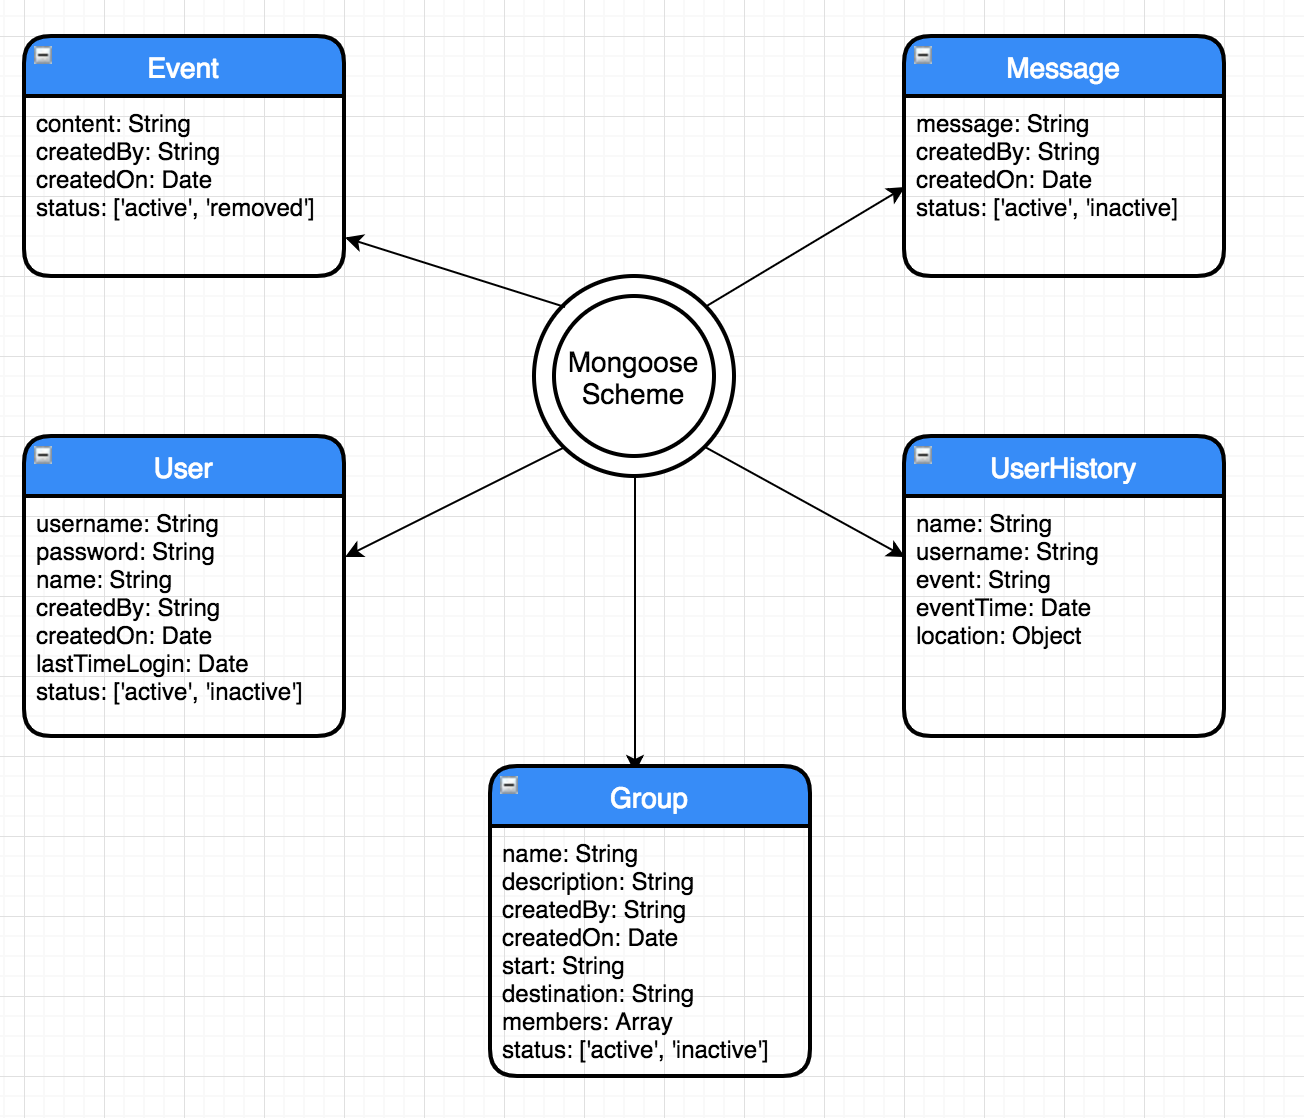 Event
content: String
createdBy: String
createdOn: Date
status: ['active', 'removed']
Message
message: String
createdBy: String
createdOn: Date
status: ['active', 'inactive]
Mongoose
Scheme
User
username: String
password: String
name: String
createdBy: String
createdOn: Date
lastTimeLogin: Date
status: ['active', 'inactive']
UserHistory
name: String
username: String
event: String
eventTime: Date
location: Object
Group
name: String
description: String
createdBy: String
createdOn: Date
start: String
destination: String
members: Array
status: ['active', 'inactive']